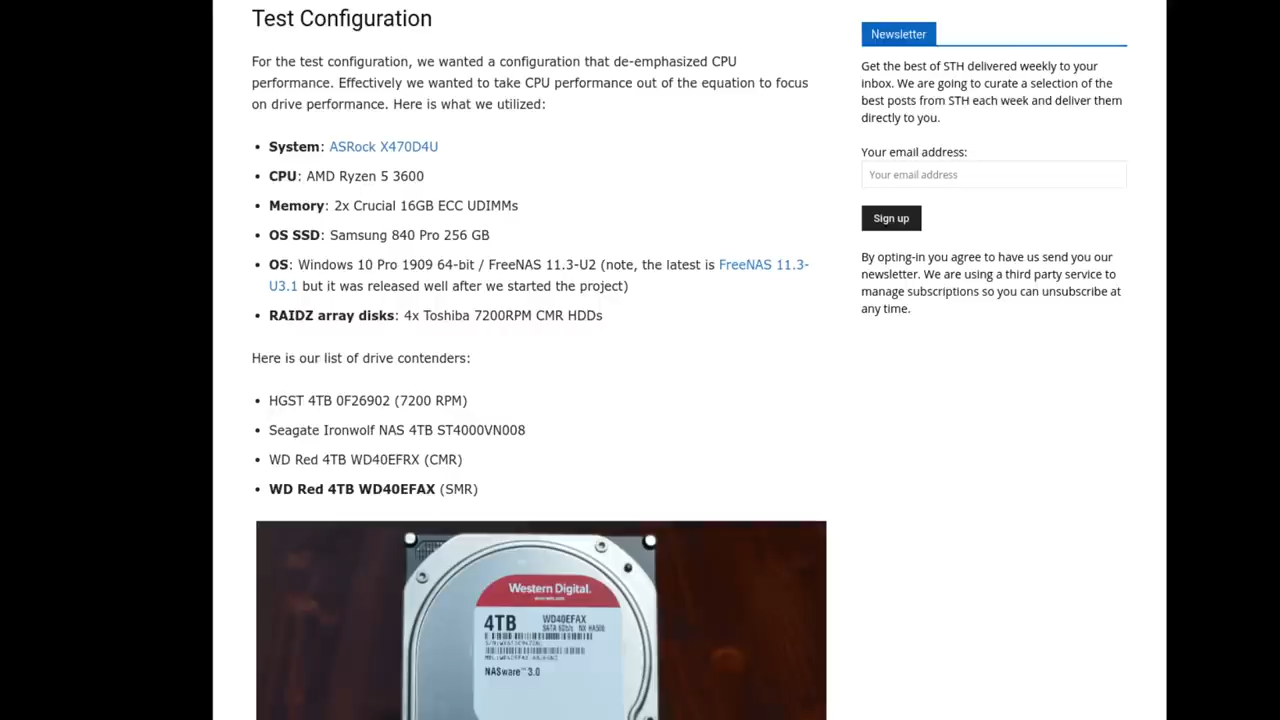 Test Configuration
For the test configuration, we wanted a configuration that de-emphasized CPU
performance. Effectively we wanted to take CPU performance out of the equation to focus
on drive performance. Here is what we utilized:
• System: ASRock X470D4U
• CPU: AMD Ryzen 5 3600
• Memory: 2x Crucial 16GB ECC UDIMMs
• OS SSD: Samsung 840 Pro 256 GB
• OS: Windows 10 Pro 1909 64-bit / FreeNAS 11.3-U2 (note, the latest is FreeNAS 11.3-
U3.1 but it was released well after we started the project)
• RAIDZ array disks: 4x Toshiba 7200RPM CMR HDDs
Here is our list of drive contenders:
• HGST 4TB 0F26902 (7200 RPM)
• Seagate Ironwolf NAS 4TB ST4000VN008
• WD Red 4TB WD40EFRX (CMR)
• WD Red 4TB WD40EFAX (SMR)
Western Digital.
4TB
WD40EFAX
NASware™ 3.0
Newsletter
Get the best of STH delivered weekly to your
inbox. We are going to curate a selection of the
best posts from STH each week and deliver them
directly to you.
Your email address:
Your email address
Sign up
By opting-in you agree to have us send you our
newsletter. We are using a third party service to
manage subscriptions so you can unsubscribe at
any time.